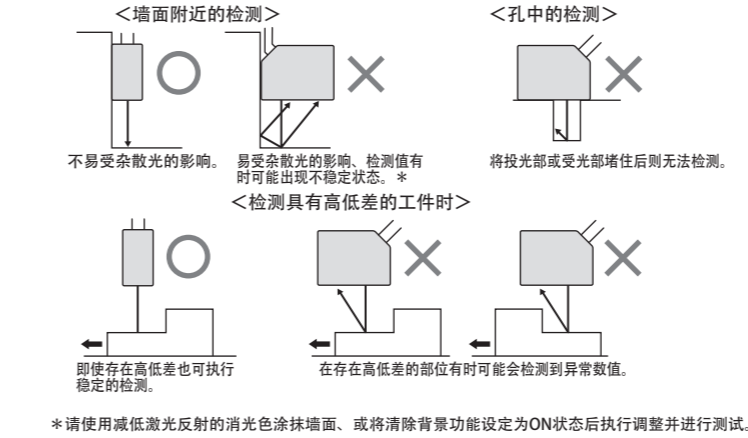 ＜墙面附近的检测＞
＜孔中的检测＞
不易受杂散光的影响。
易受杂散光的影响、检测值有
时可能出现不稳定状态。＊
将投光部或受光部堵住后则无法检测。
＜检测具有高低差的工件时＞
即使存在高低差也可执行
稳定的检测。
在存在高低差的部位有时可能会检测到异常数值。
＊请使用减低激光反射的消光色涂抹墙面、或将清除背景功能设定为ON状态后执行调整并进行测试。